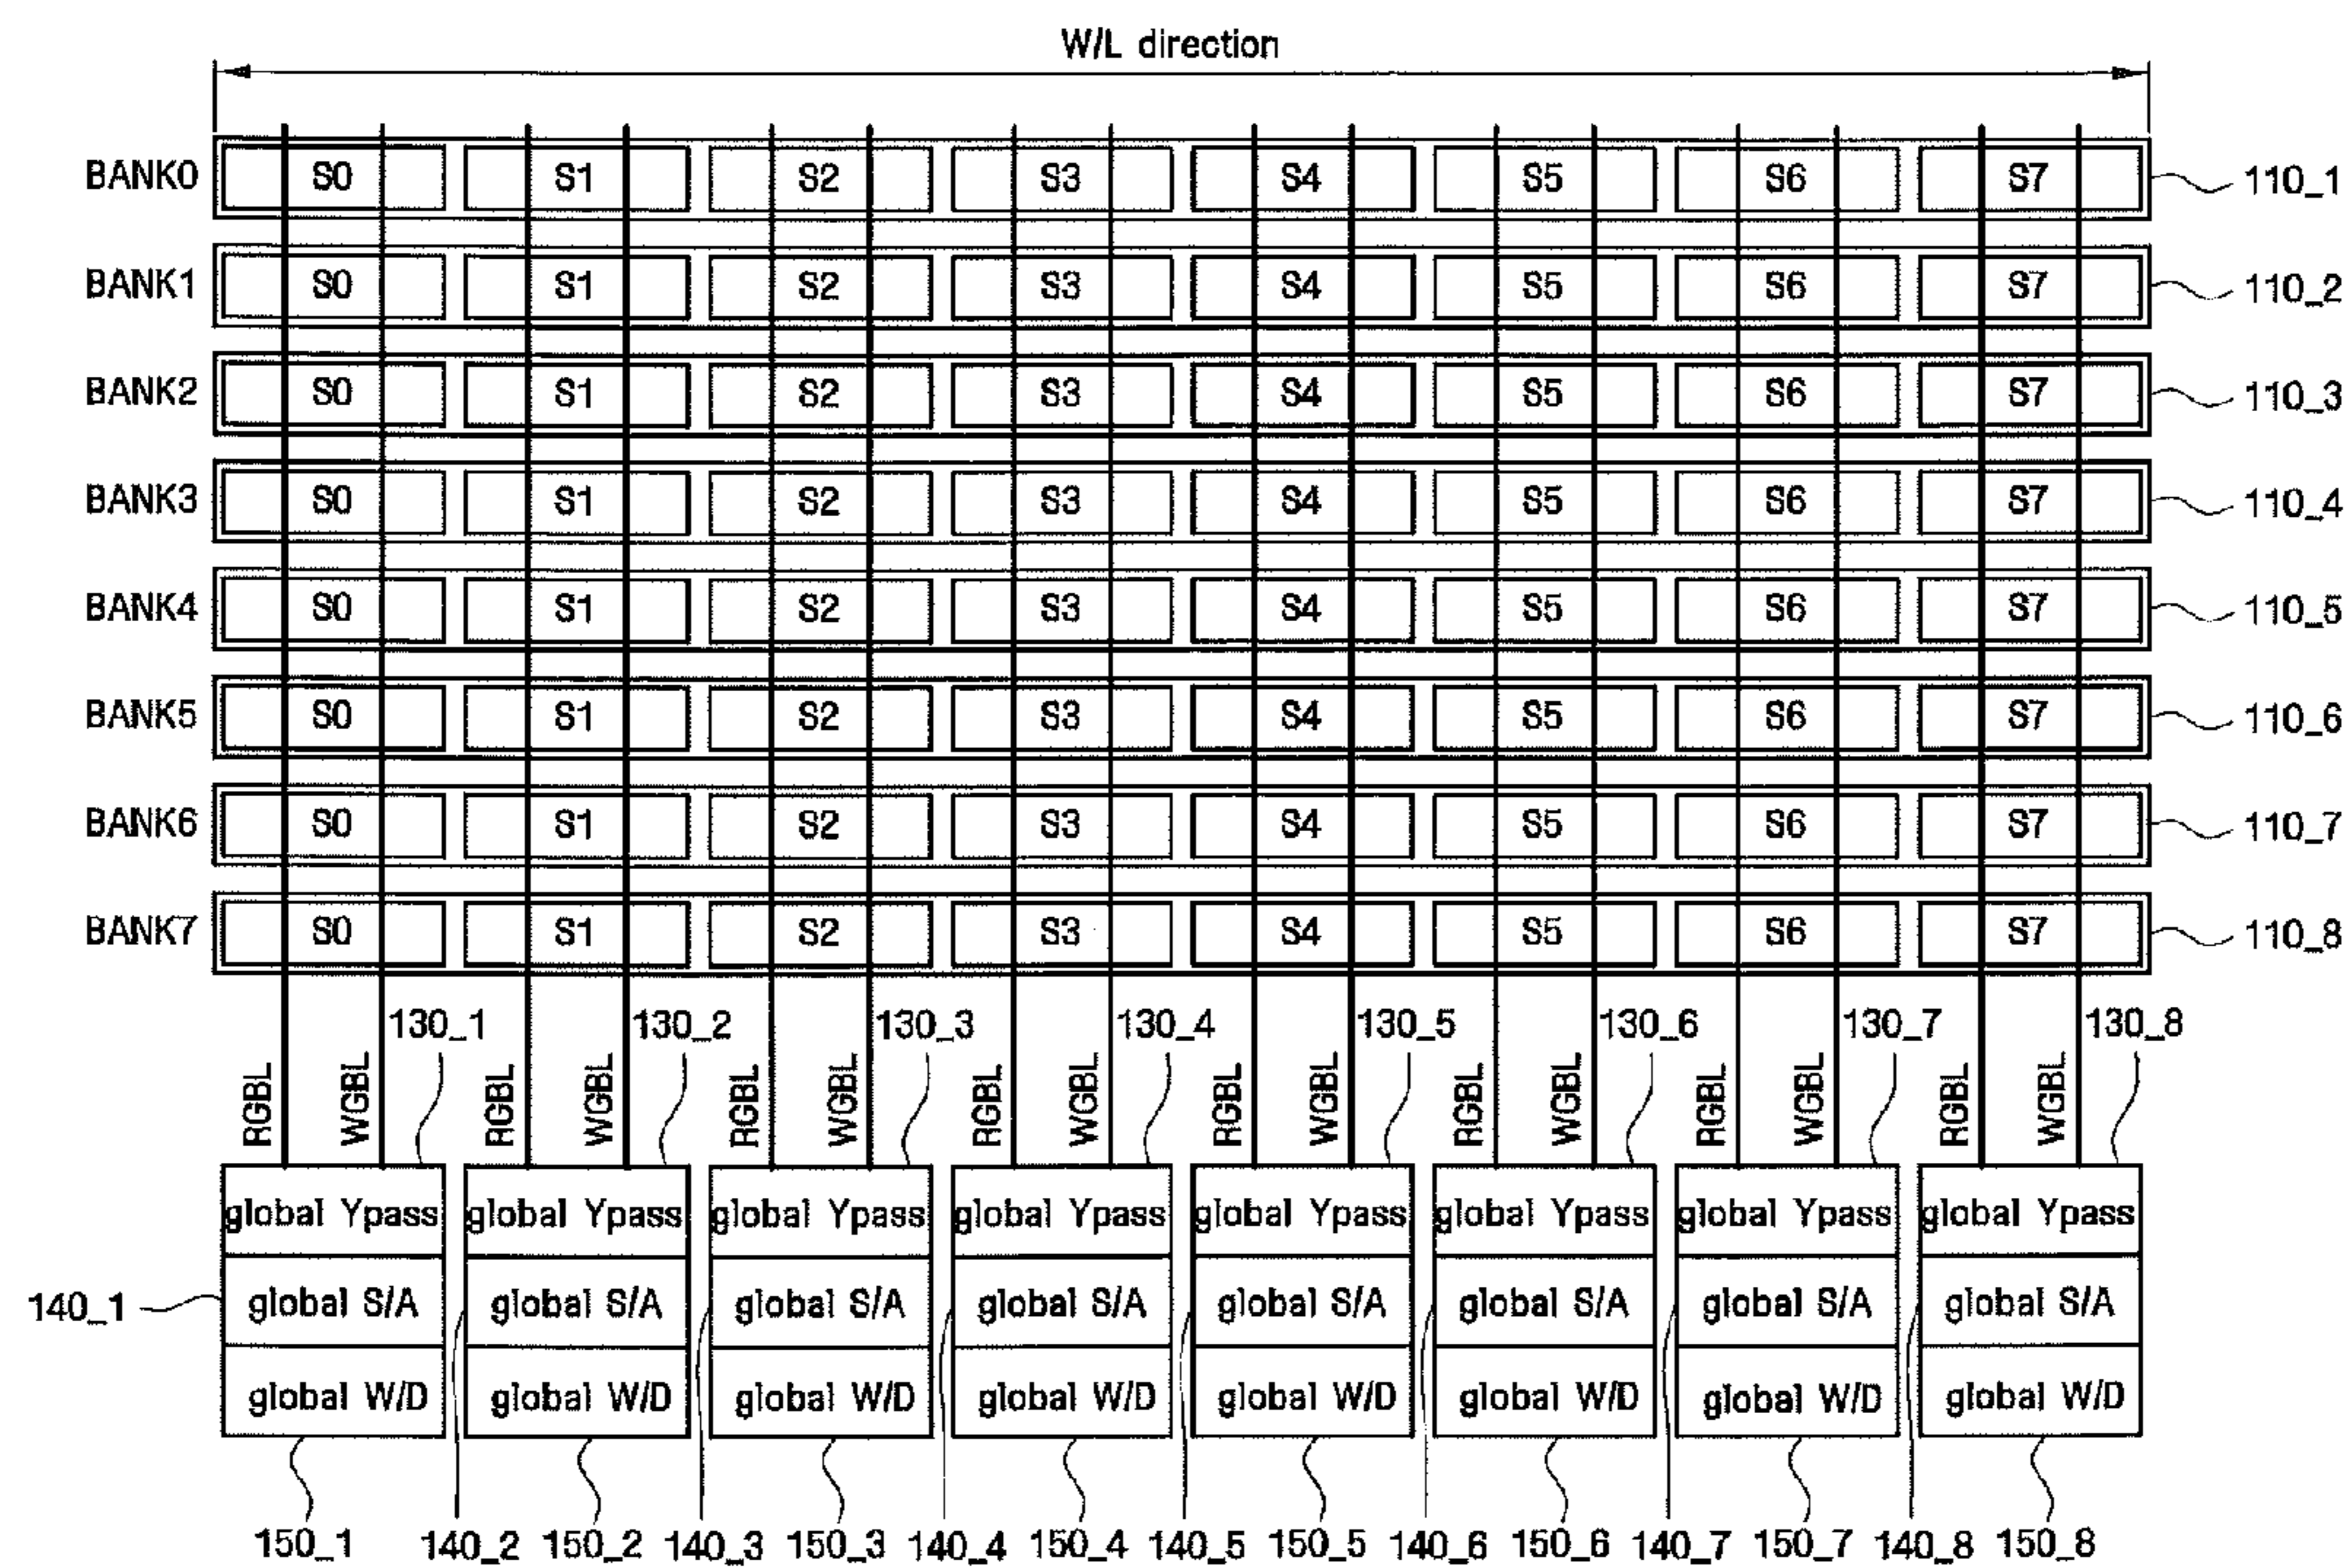 W/L direction
BANK0 S0 S1 S2 S3 S4 S5 S6 S7 110_1
BANK1 S0 S1 S2 S3 S4 S5 S6 S7 110_2
BANK2 S0 S1 S2 S3 S4 S5 S6 S7 110_3
BANK3 S0 S1 S2 S3 S4 S5 S6 S7 110_4
BANK4 S0 S1 S2 S3 S4 S5 S6 S7 110_5
BANK5 S0 S1 S2 S3 S4 S5 S6 S7 110_6
BANK6 S0 S1 S2 S3 S4 S5 S6 S7 110_7
BANK7 S0 S1 S2 S3 S4 S5 S6 S7 110_8
130_1 130_2 130_3 130_4 130_5 130_6 130_7 130_8
RGBL WGBL RGBL WGBL RGBL WGBL RGBL WGBL RGBL WGBL RGBL WGBL RGBL WGBL RGBL WGBL
global Ypass global Ypass global Ypass global Ypass global Ypass global Ypass global Ypass global Ypass
140_1 global S/A global S/A global S/A global S/A global S/A global S/A global S/A global S/A
global W/D global W/D global W/D global W/D global W/D global W/D global W/D global W/D
150_1 140_2 150_2 140_3 150_3 140_4 150_4 140_5 150_5 140_6 150_6 140_7 150_7 140_8 150_8